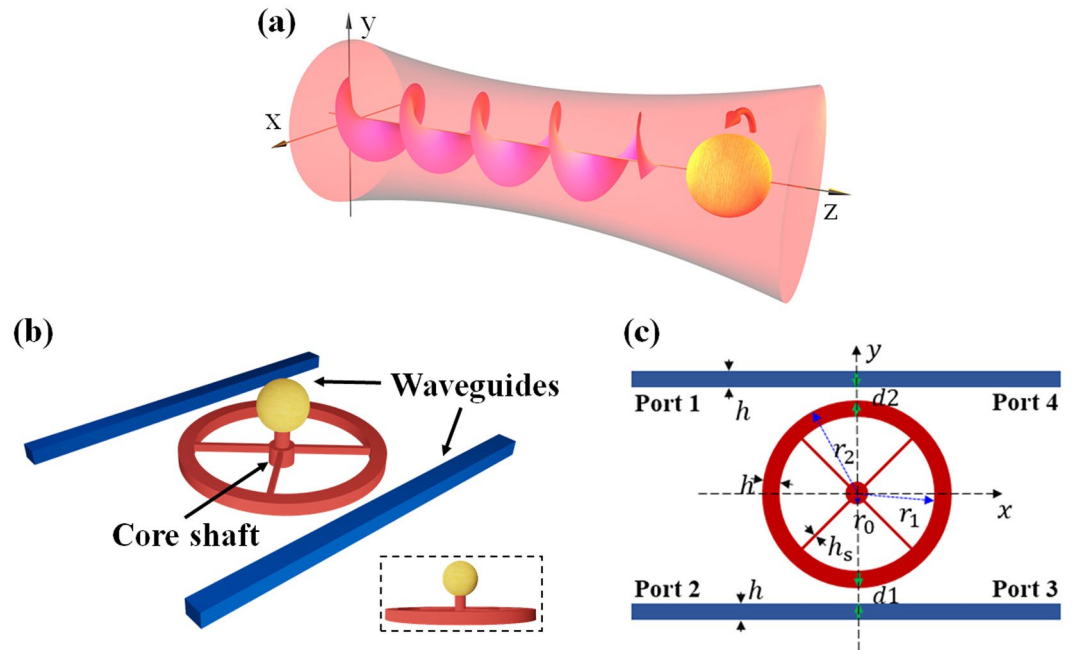 (a)
y
x
z
(b)
Waveguides
Core shaft
(c)
y
Port 1
h
d2
Port 4
r2
h
r0
r1
x
hs
Port 2
h
d1
Port 3